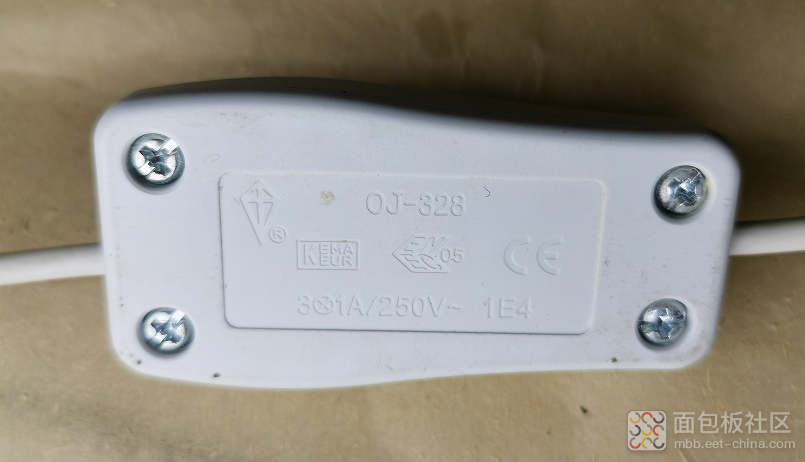 OJ-328
®
KEMA
KEUR
05
CE
3⊗1A/250V~ 1E4
面包板社区
mbb.eet-china.com